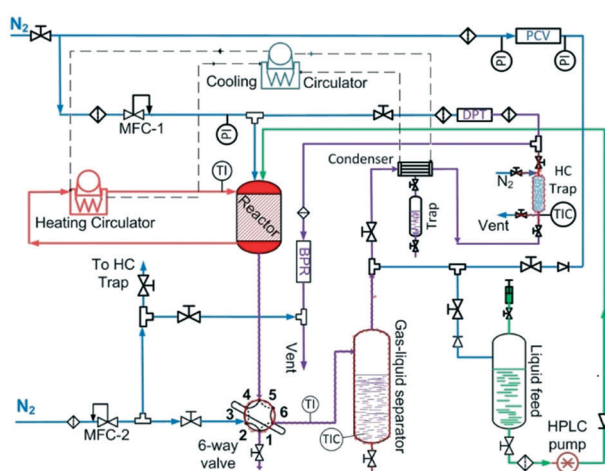 N₂
PCV
PI
PI
Cooling
Circulator
MFC-1
PI
DPT
Condenser
HC
Trap
N₂
TI
Heating Circulator
Reactor
Trap
Vent
TIC
To HC
Trap
BPR
Vent
Gas-liquid separator
Liquid feed
4
5
3
6
2
1
TI
TIC
N₂
MFC-2
6-way
valve
HPLC
pump